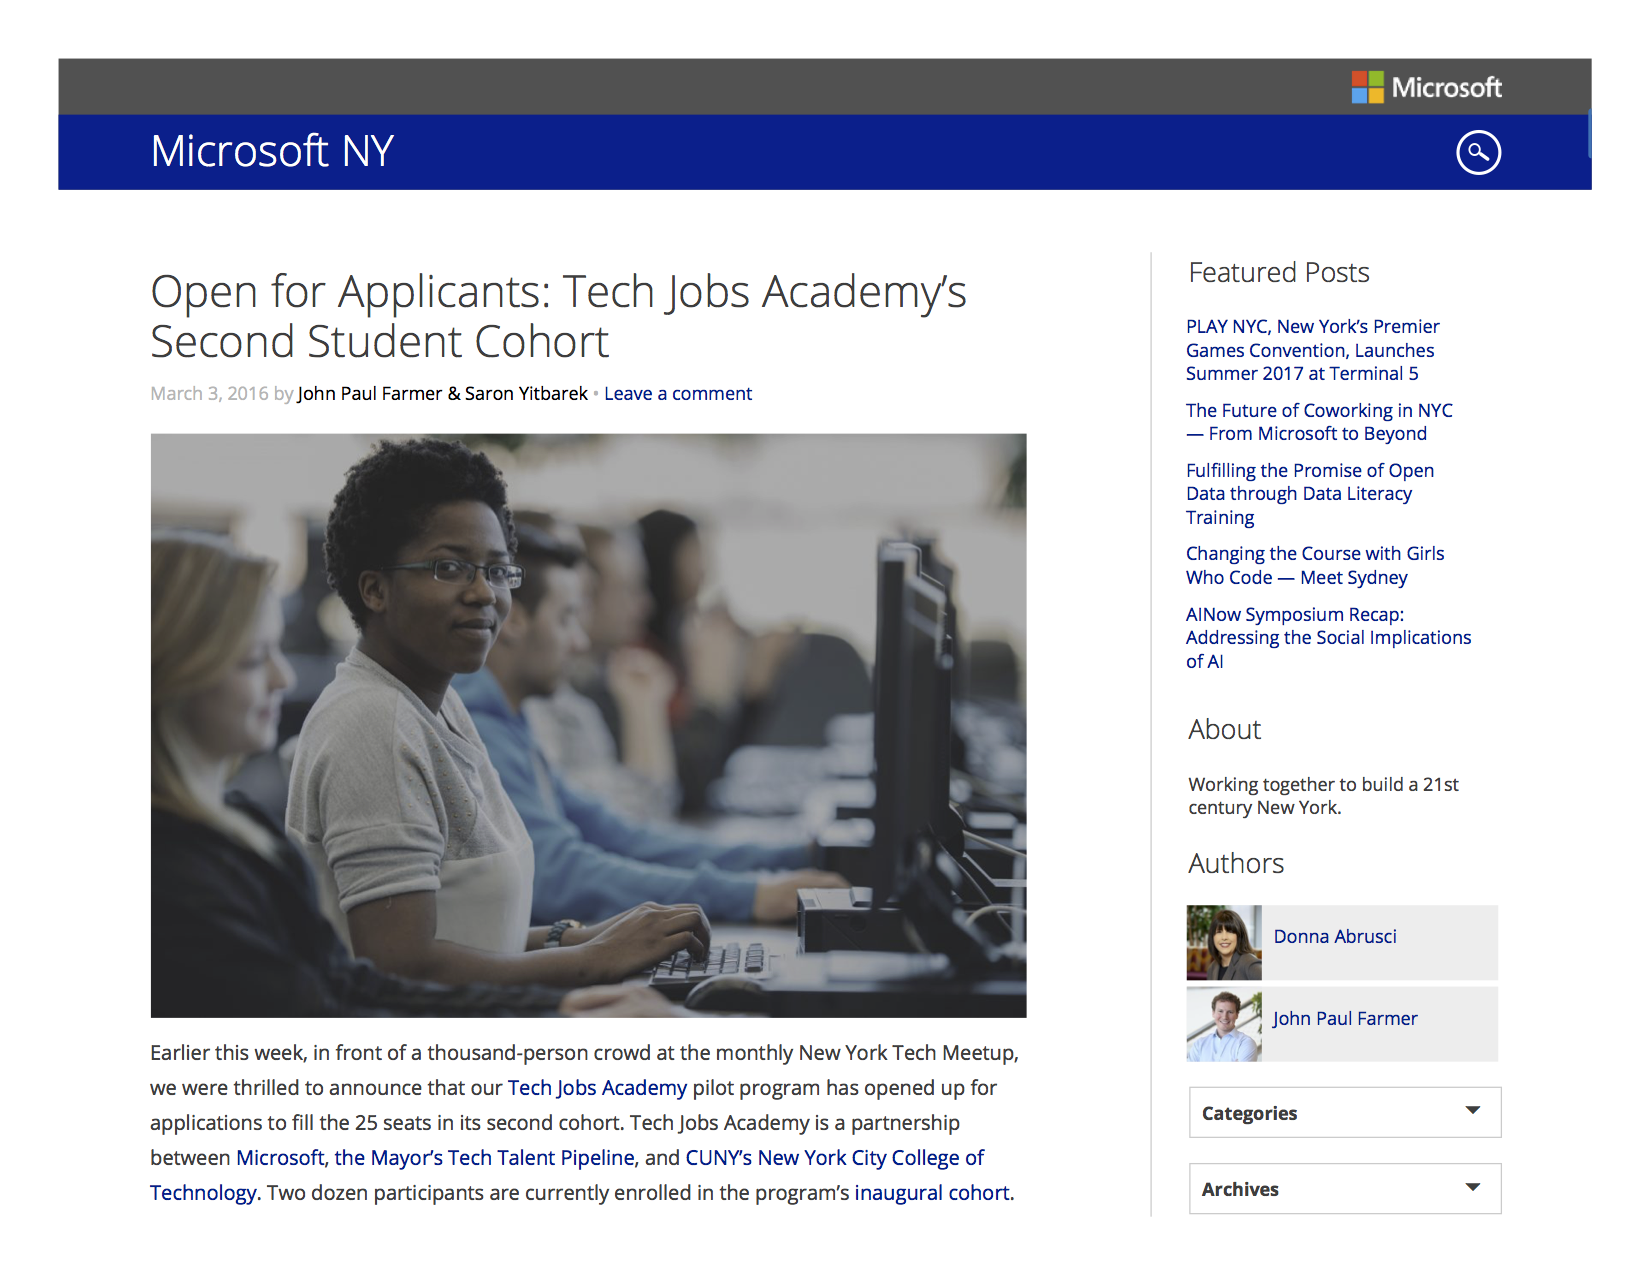 Microsoft
Microsoft NY
Open for Applicants: Tech Jobs Academy’s
Second Student Cohort
March 3, 2016 by John Paul Farmer & Saron Yitbarek • Leave a comment
Earlier this week, in front of a thousand-person crowd at the monthly New York Tech Meetup,
we were thrilled to announce that our Tech Jobs Academy pilot program has opened up for
applications to fill the 25 seats in its second cohort. Tech Jobs Academy is a partnership
between Microsoft, the Mayor’s Tech Talent Pipeline, and CUNY’s New York City College of
Technology. Two dozen participants are currently enrolled in the program’s inaugural cohort.
Featured Posts
PLAY NYC, New York’s Premier
Games Convention, Launches
Summer 2017 at Terminal 5
The Future of Coworking in NYC
— From Microsoft to Beyond
Fulfilling the Promise of Open
Data through Data Literacy
Training
Changing the Course with Girls
Who Code — Meet Sydney
AINow Symposium Recap:
Addressing the Social Implications
of AI
About
Working together to build a 21st
century New York.
Authors
Donna Abrusci
John Paul Farmer
Categories
Archives